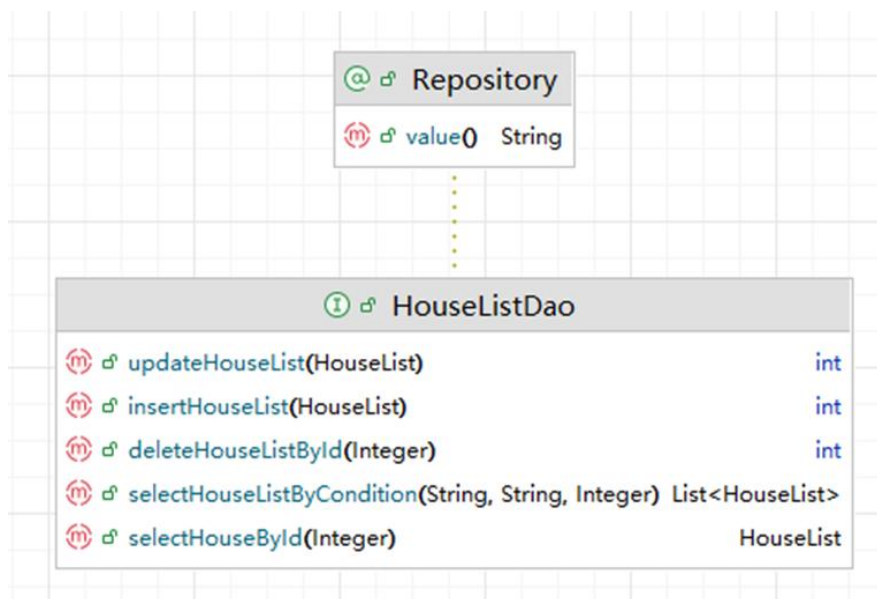 Repository
value() String
HouseListDao
updateHouseList(HouseList) int
insertHouseList(HouseList) int
deleteHouseListById(Integer) int
selectHouseListByCondition(String, String, Integer) List<HouseList>
selectHouseById(Integer) HouseList